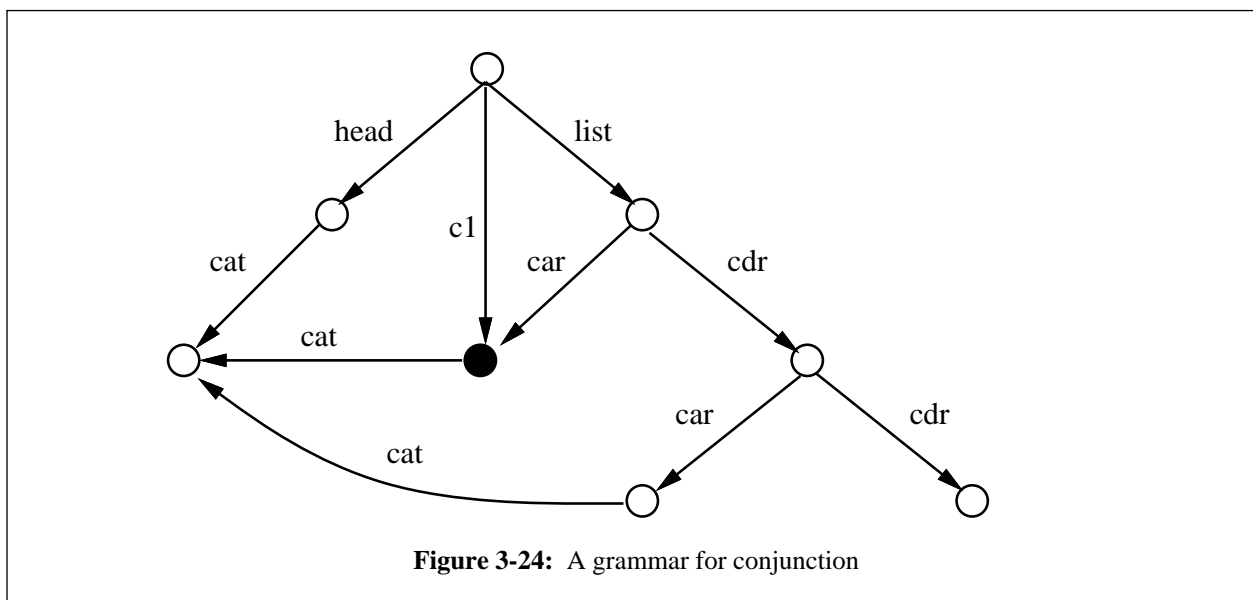 head
list
c1
cat
car
cdr
cat
car
cdr
cat
Figure 3-24: A grammar for conjunction